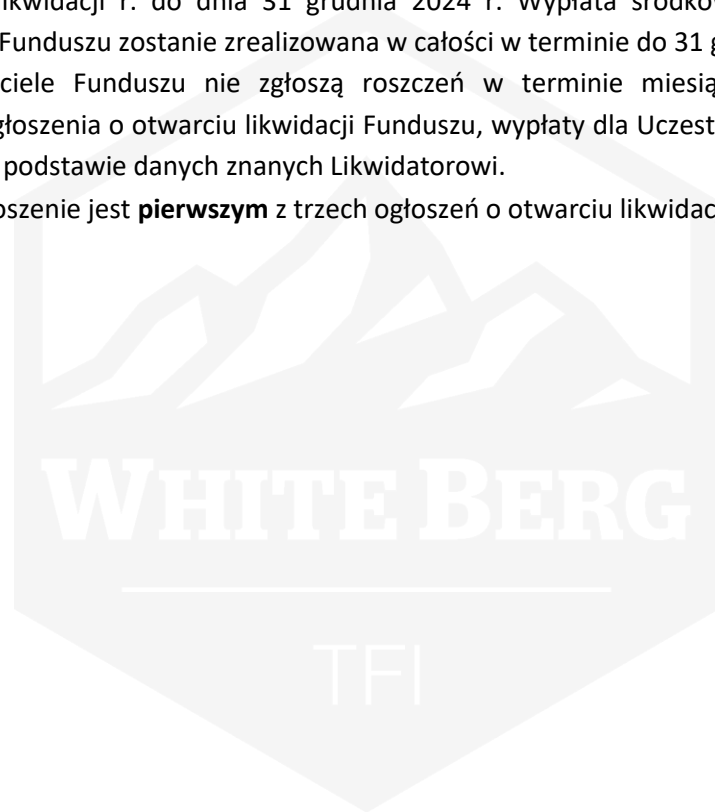 likwidacji r. do dnia 31 grudnia 2024 r. Wypłata środków
Funduszu zostanie zrealizowana w całości w terminie do 31 g
ciele Funduszu nie zgłoszą roszczeń w terminie miesią
głoszenia o otwarciu likwidacji Funduszu, wypłaty dla Uczest
podstawie danych znanych Likwidatorowi.
oszenie jest pierwszym z trzech ogłoszeń o otwarciu likwidac
WHITE BERG
TFI